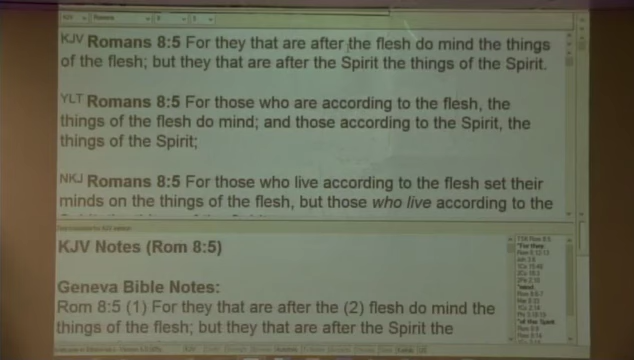 KJV Romans 8:5 For they that are after the flesh do mind the things
of the flesh; but they that are after the Spirit the things of the Spirit.
YLT Romans 8:5 For those who are according to the flesh, the
things of the flesh do mind; and those according to the Spirit, the
things of the Spirit;
NKJ Romans 8:5 For those who live according to the flesh set their
minds on the things of the flesh, but those who live according to the
KJV Notes (Rom 8:5)
Geneva Bible Notes:
Rom 8:5 (1) For they that are after the (2) flesh do mind the
things of the flesh; but they that are after the Spirit the